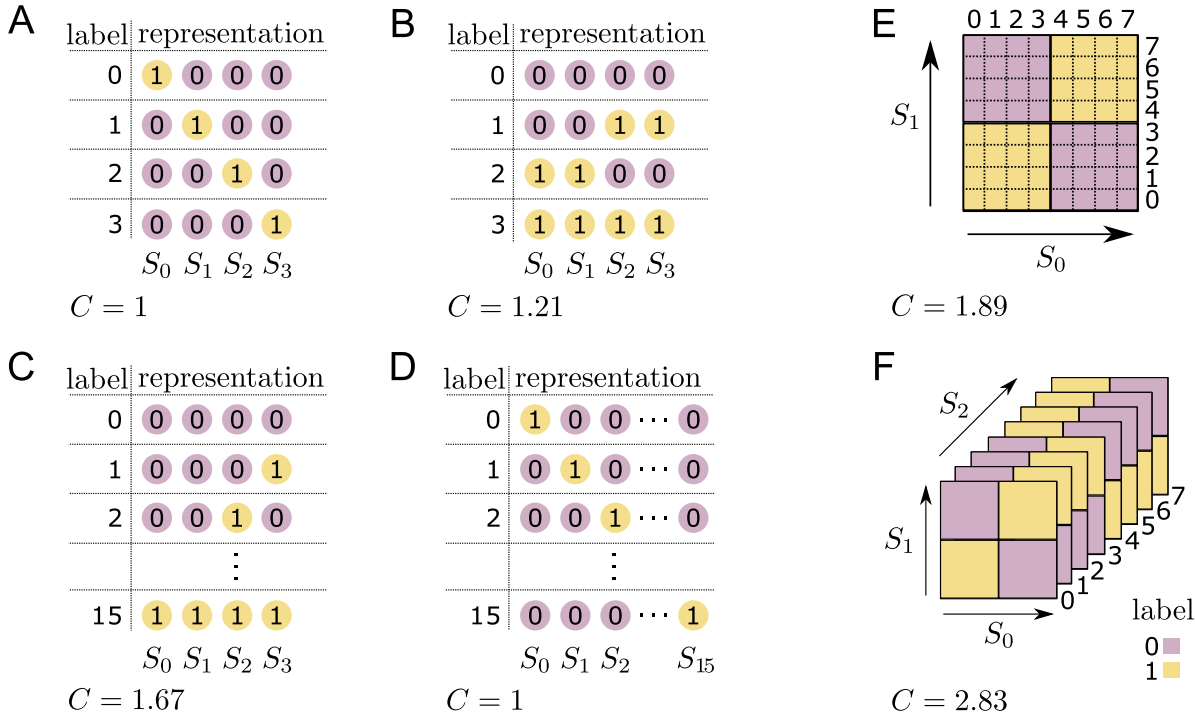 A
label representation
0 1 0 0 0
1 0 1 0 0
2 0 0 1 0
3 0 0 0 1
S0 S1 S2 S3
C = 1
B
label representation
0 0 0 0 0
1 0 0 1 1
2 1 1 0 0
3 1 1 1 1
S0 S1 S2 S3
C = 1.21
E
0 1 2 3 4 5 6 7
7
6
5
4
3
2
1
0
S1
S0
C = 1.89
C
label representation
0 0 0 0 0
1 0 0 0 1
2 0 0 1 0
⋮
15 1 1 1 1
S0 S1 S2 S3
C = 1.67
D
label representation
0 1 0 0 ··· 0
1 0 1 0 ··· 0
2 0 0 1 ··· 0
⋮
15 0 0 0 ··· 1
S0 S1 S2 S15
C = 1
F
S2
S1
7
6
5
4
3
2
1
0
S0
label
0
1
C = 2.83